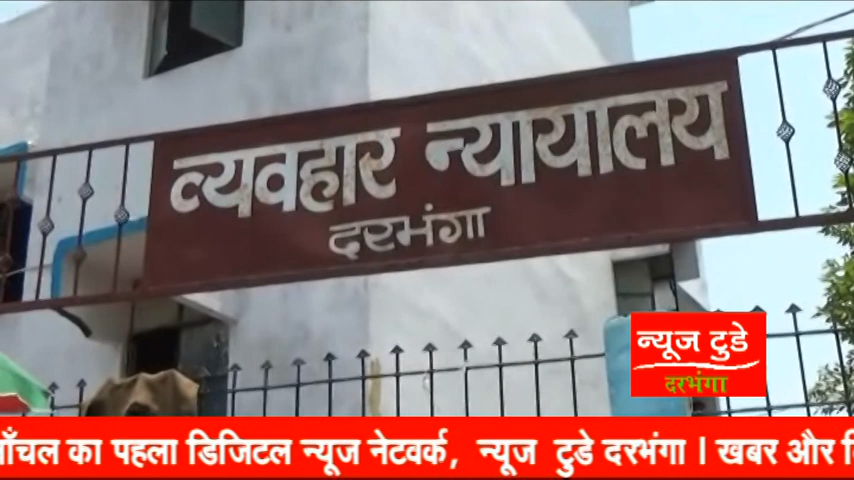 व्यवहार न्यायालय
दरभंगा
न्यूज टुडे
दरभंगा
का पहला डिजिटल न्यूज नेटवर्क, न्यूज टुडे दरभंगा । खबर और